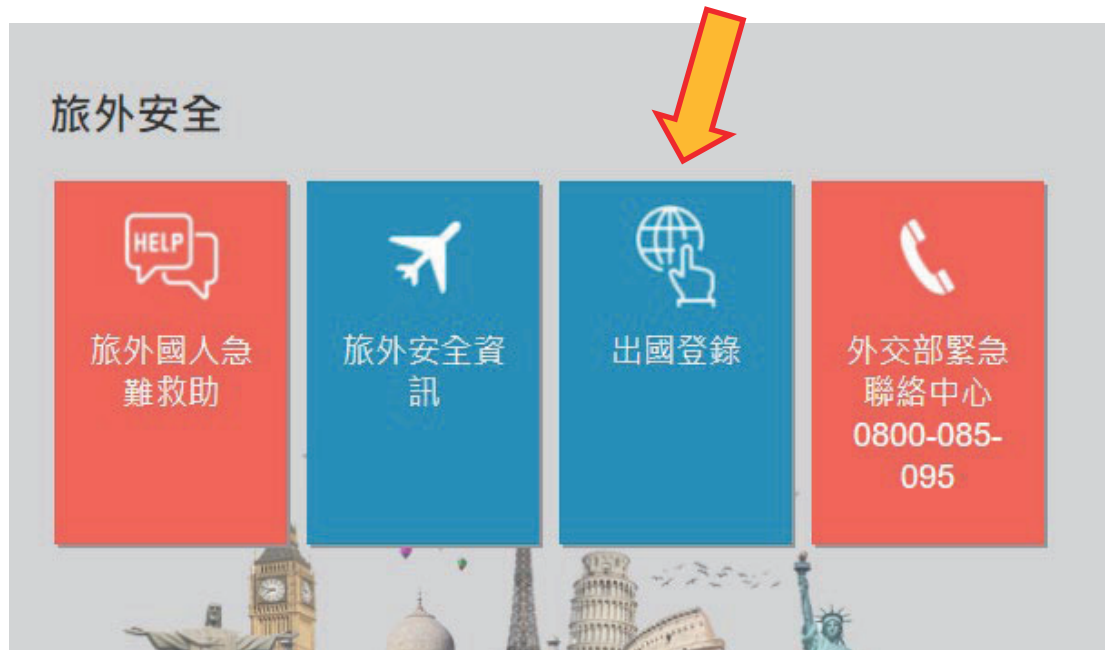 旅外安全
HELP
旅外國人急
難救助
旅外安全資
訊
出國登錄
外交部緊急
聯絡中心
0800-085-
095